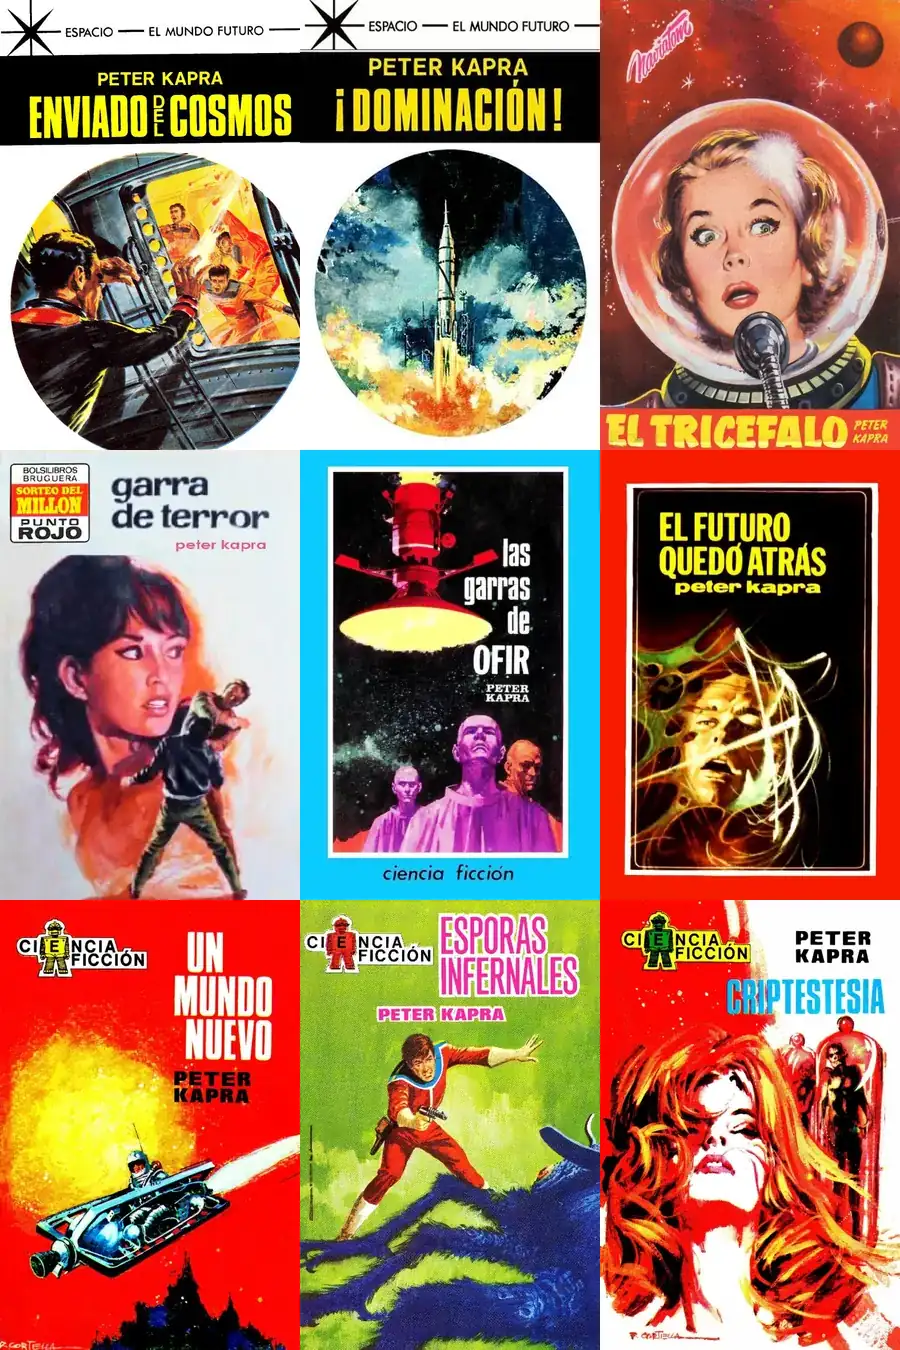 ESPACIO — EL MUNDO FUTURO —
PETER KAPRA
ENVIADO DEL COSMOS
ESPACIO — EL MUNDO FUTURO —
PETER KAPRA
¡DOMINACIÓN!
EL TRICEFALO
PETER
KAPRA
BOLSILIBROS
BRUGUERA
SORTEO DEL
MILLON
PUNTO
ROJO
garra
de terror
peter kapra
las
garras
de
OFIR
PETER
KAPRA
ciencia ficción
EL FUTURO
QUEDÓ ATRÁS
peter kapra
CIENCIA
FICCIÓN
UN
MUNDO
NUEVO
PETER
KAPRA
P. CORTIELLA
CIENCIA
FICCIÓN
ESPORAS
INFERNALES
PETER KAPRA
CIENCIA
FICCIÓN
PETER
KAPRA
CRIPTESTESIA
P. CORTIELLA